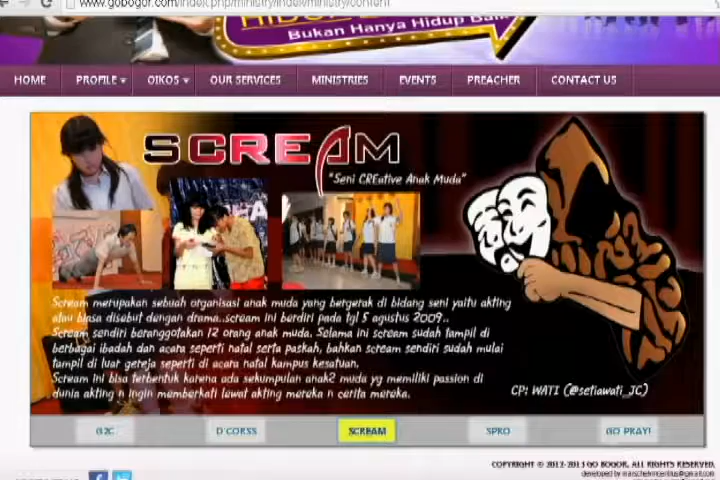 www.gobogor.com/index.php/ministry/index/ministry/content
Bukan Hanya Hidup
HOME PROFILE OIKOS OUR SERVICES MINISTRIES EVENTS PREACHER CONTACT US
SCREAM
"Seni CREative Anak Muda"
Scream merupakan sebuah organisasi anak muda yang bergerak di bidang seni yaitu akting
atau biasa disebut dengan drama..scream ini berdiri pada tgl 5 agustus 2009..
Scream sendiri beranggotakan 12 orang anak muda. Selama ini scream sudah tampil di
berbagai ibadah dan acara seperti natal serta paskah, bahkan scream sendiri sudah mulai
tampil di luar gereja seperti di acara natal kampus kesatuan.
Scream ini bisa terbentuk karena ada sekumpulan anak2 muda yg memiliki passion di
dunia akting n ingin memberkati lewat akting mereka n cerita mereka.
CP: WATI (@setiawati_JC)
G2C D'CORSS SCREAM SPRO GO PRAY!
COPYRIGHT © 2012-2013 GO BOGOR. ALL RIGHTS RESERVED.
developed by